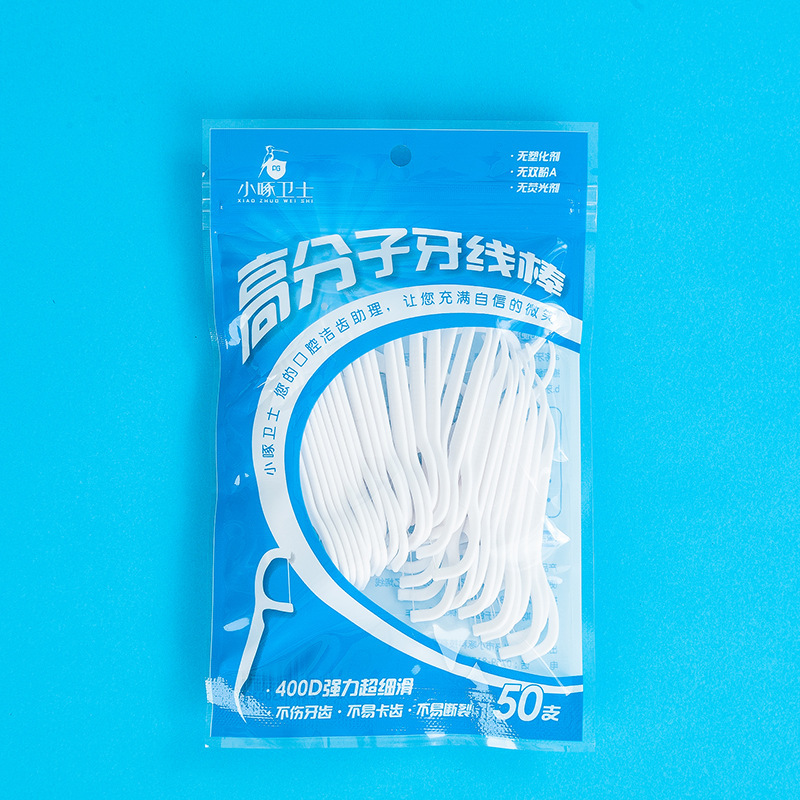 PG
小啄卫士
XIAO ZHUO WEI SHI
·无塑化剂
·无双酚A
·无荧光剂
高分子牙线棒
小啄卫士 您的口腔洁齿助理，让您充满自信的微笑
·400D强力超细滑
不伤牙齿·不易卡齿·不易断裂
50支